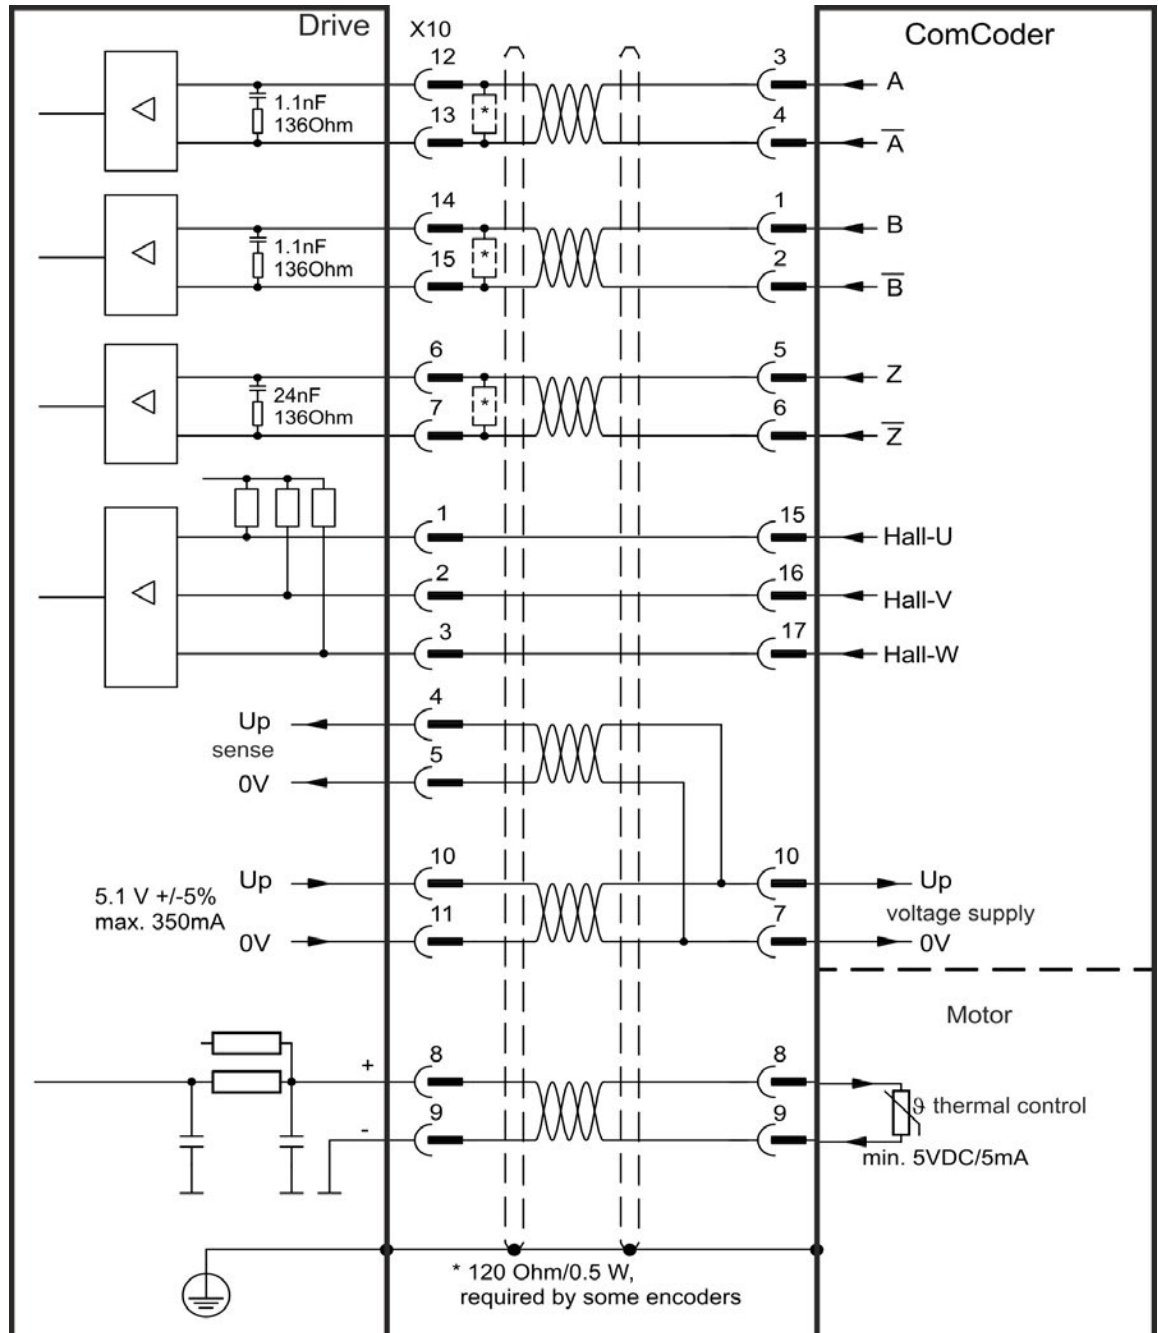 Drive
X10
ComCoder
12
3
A
1.1nF
136Ohm
*
13
4
A̅
14
1
B
1.1nF
136Ohm
*
15
2
B̅
6
5
Z
24nF
136Ohm
*
7
6
Z̅
1
15
Hall-U
2
16
Hall-V
3
17
Hall-W
4
Up
sense
5
0V
10
10
Up
Up
5.1 V +/-5%
max. 350mA
voltage supply
11
7
0V
0V
Motor
8
8
+
ϑ thermal control
9
9
-
min. 5VDC/5mA
* 120 Ohm/0.5 W,
required by some encoders